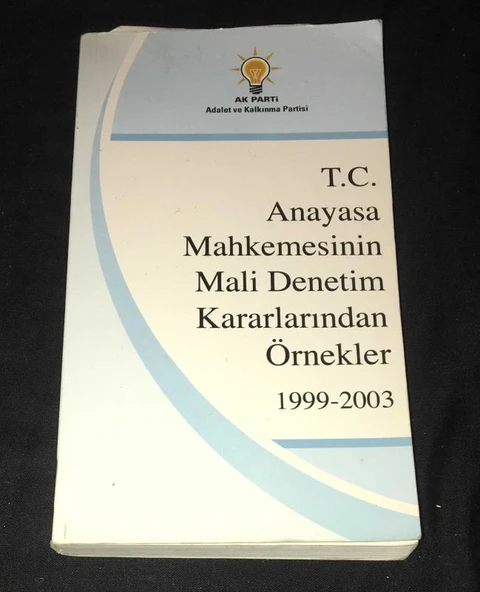 AK PARTİ
Adalet ve Kalkınma Partisi
T.C.
Anayasa
Mahkemesinin
Mali Denetim
Kararlarından
Örnekler
1999-2003